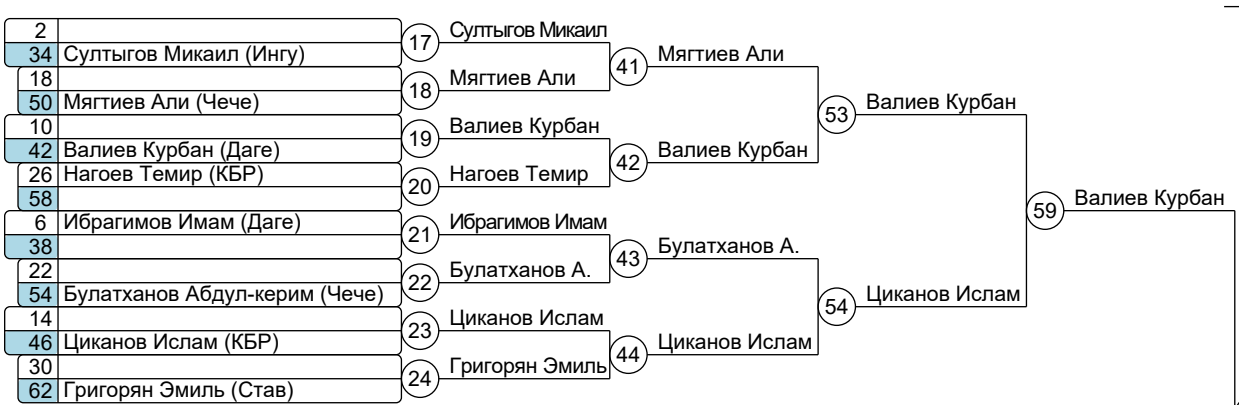 2
34 Султыгов Микаил (Ингу)
18
50 Мягтиев Али (Чече)
10
42 Валиев Курбан (Даге)
26 Нагоев Темир (КБР)
58
6 Ибрагимов Имам (Даге)
38
22
54 Булатханов Абдул-керим (Чече)
14
46 Циканов Ислам (КБР)
30
62 Григорян Эмиль (Став)
17 Султыгов Микаил
18 Мягтиев Али
19 Валиев Курбан
20 Нагоев Темир
21 Ибрагимов Имам
22 Булатханов А.
23 Циканов Ислам
24 Григорян Эмиль
41 Мягтиев Али
42 Валиев Курбан
43 Булатханов А.
44 Циканов Ислам
53 Валиев Курбан
54 Циканов Ислам
59 Валиев Курбан